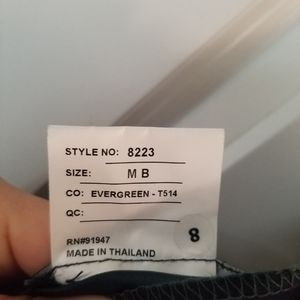 STYLE NO: 8223
SIZE: M B
CO: EVERGREEN - T514
QC:
8
RN#91947
MADE IN THAILAND